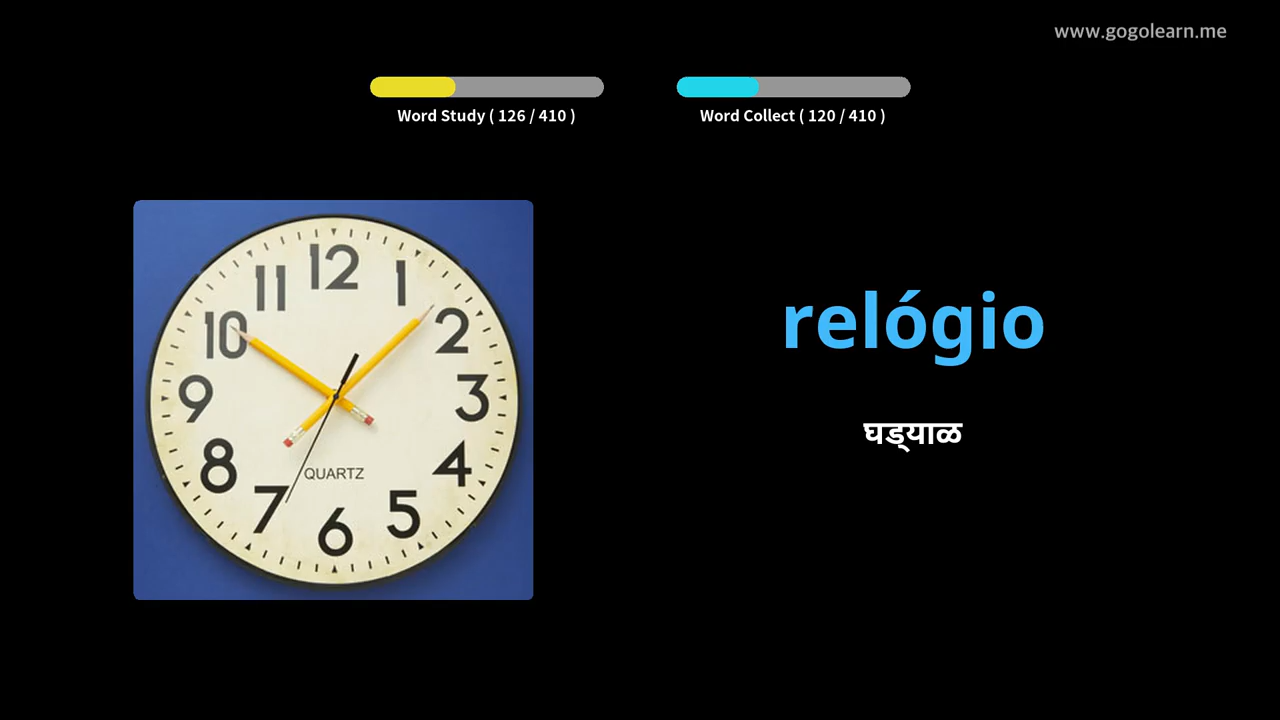 www.gogolearn.me
Word Study ( 126 / 410 )
Word Collect ( 120 / 410 )
12
11
1
10
2
9
3
8
4
7
5
6
QUARTZ
relógio
घड्याळ